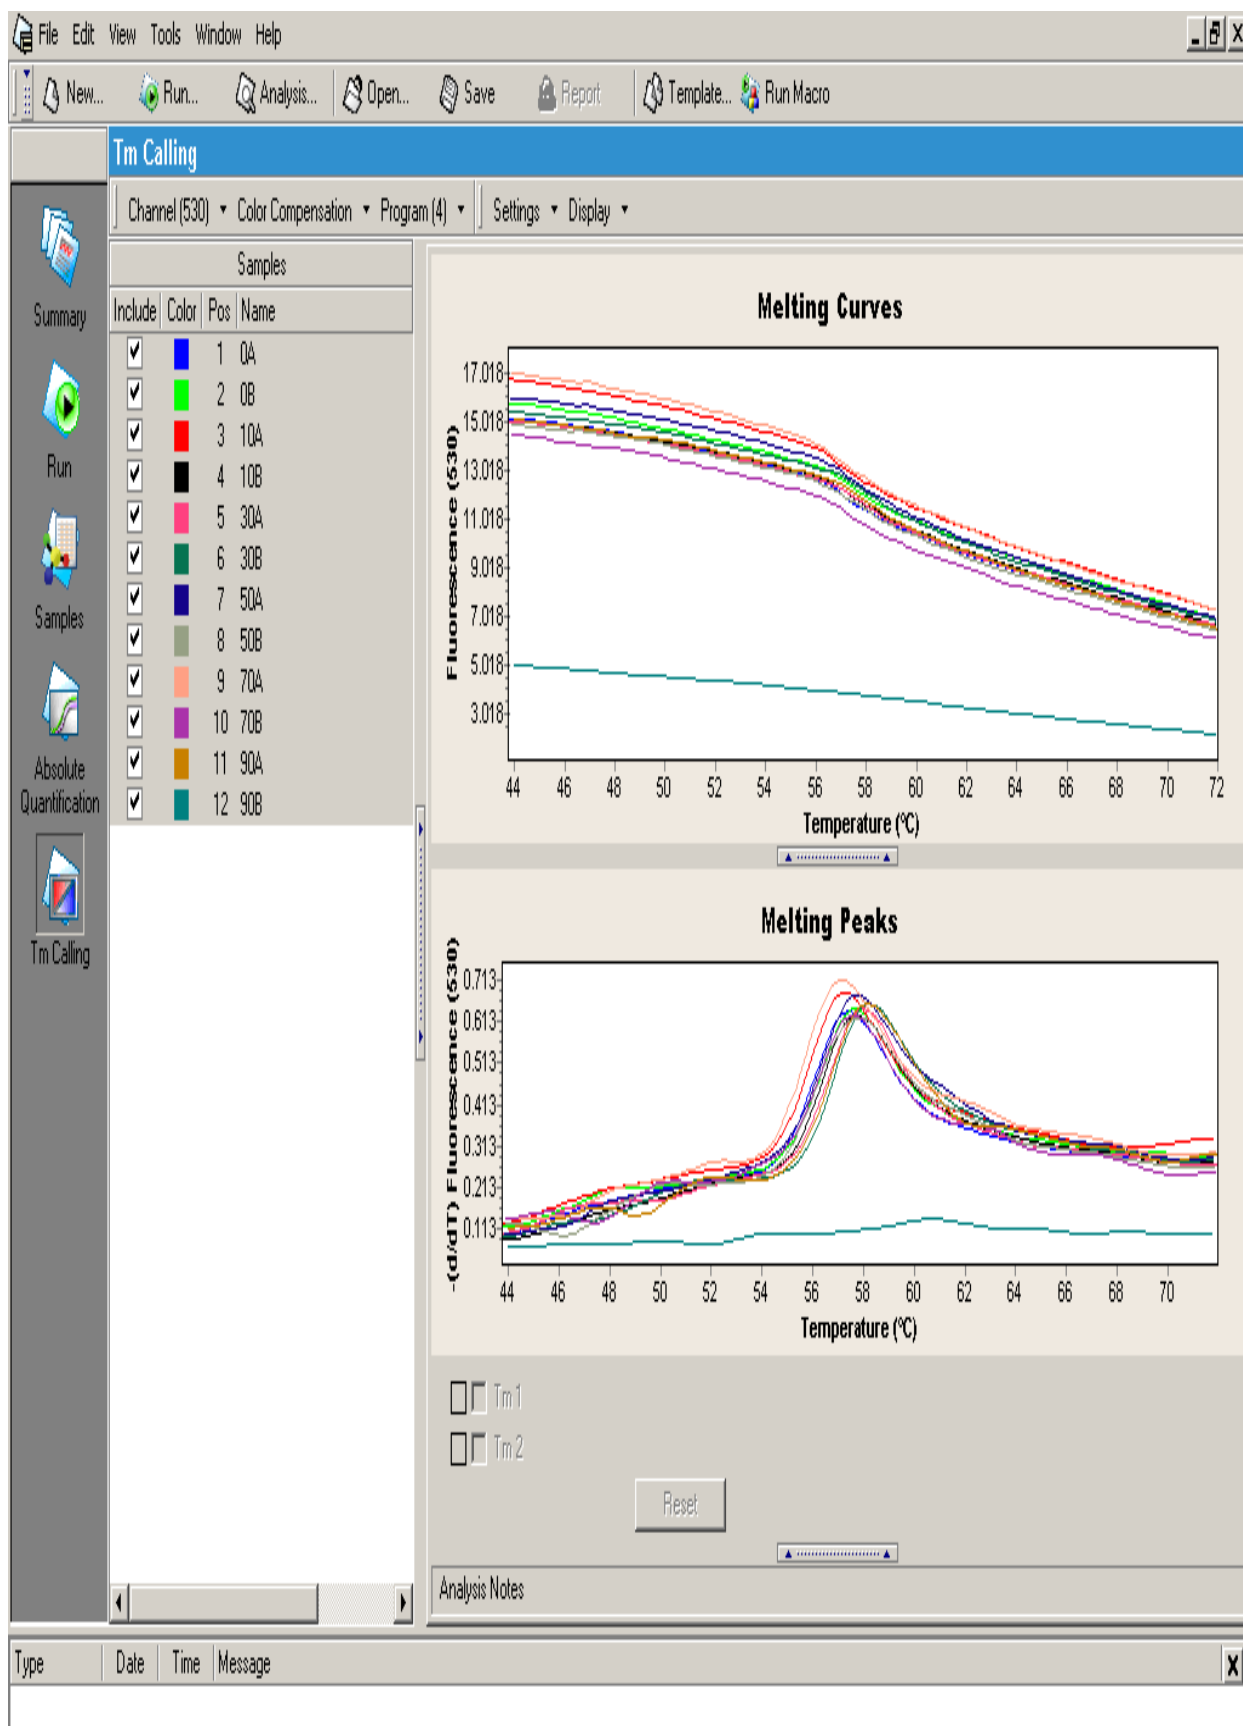 File Edit View Tools Window Help
New... Run... Analysis... Open... Save Report Template... Run Macro
Tm Calling
Channel (530) Color Compensation Program (4) Settings Display
Samples
Include Color Pos Name
1 0A
2 0B
3 10A
4 10B
5 30A
6 30B
7 50A
8 50B
9 70A
10 70B
11 90A
12 90B
Summary
Run
Samples
Absolute
Quantification
Tm Calling
Melting Curves
Fluorescence (530)
17.018
15.018
13.018
11.018
9.018
7.018
5.018
3.018
44 46 48 50 52 54 56 58 60 62 64 66 68 70 72
Temperature (°C)
Melting Peaks
-(d/dT) Fluorescence (530)
0.713
0.613
0.513
0.413
0.313
0.213
0.113
44 46 48 50 52 54 56 58 60 62 64 66 68 70
Temperature (°C)
Tm 1
Tm 2
Reset
Analysis Notes
Type Date Time Message